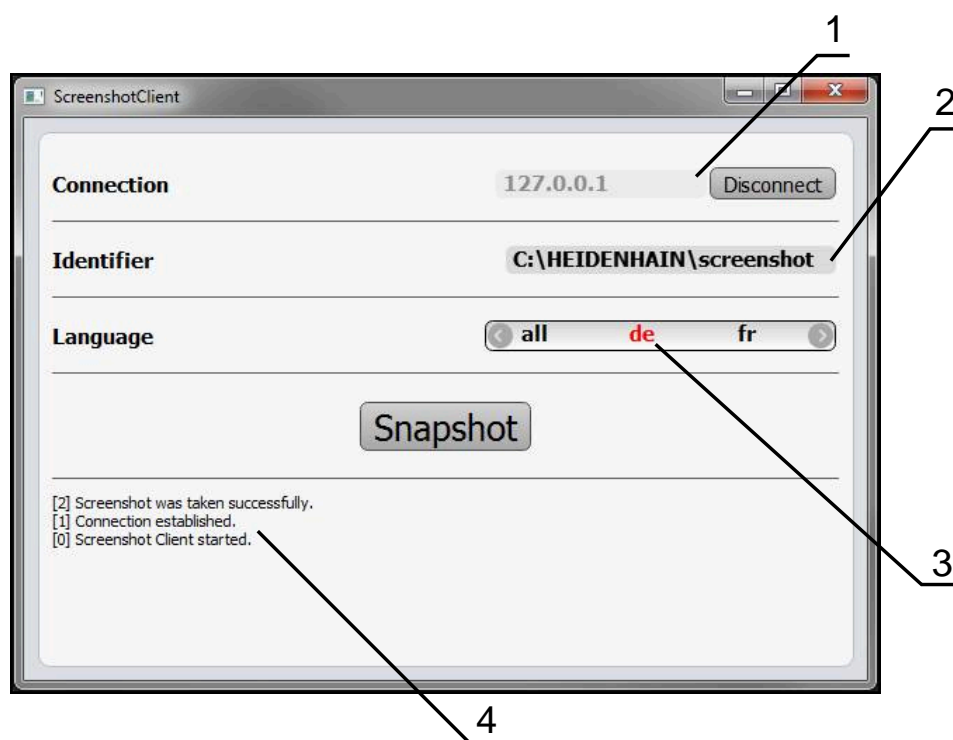 1
ScreenshotClient
2
Connection 127.0.0.1 Disconnect
Identifier C:\HEIDENHAIN\screenshot
Language all de fr
Snapshot
[2] Screenshot was taken successfully.
[1] Connection established.
[0] Screenshot Client started.
3
4